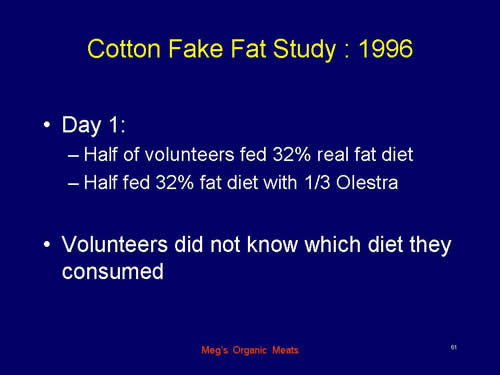 Cotton Fake Fat Study : 1996
• Day 1:
– Half of volunteers fed 32% real fat diet
– Half fed 32% fat diet with 1/3 Olestra
• Volunteers did not know which diet they
consumed
Meg's Organic Meats
61